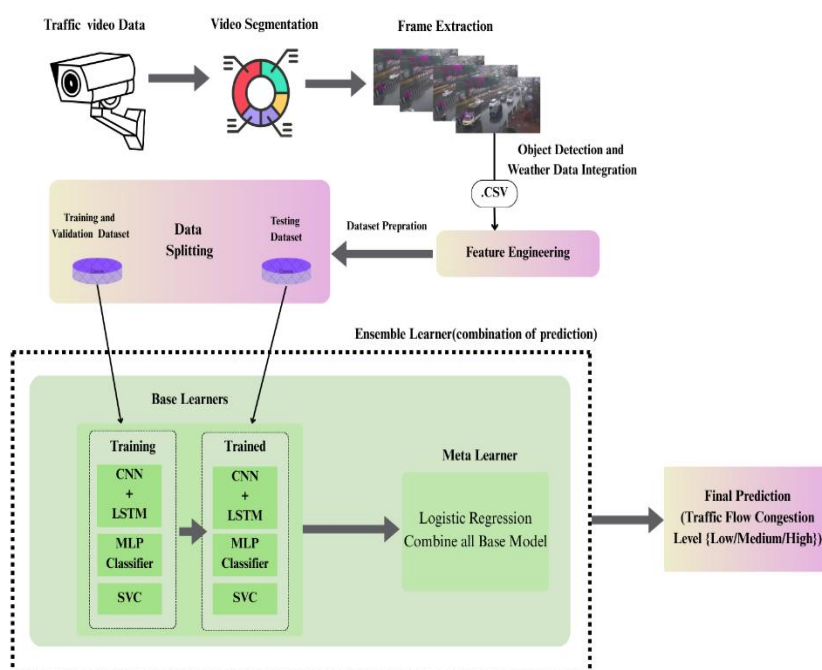 Traffic video Data
Video Segmentation
Frame Extraction
Object Detection and
Weather Data Integration
.CSV
Feature Engineering
Dataset Prepration
Training and
Validation Dataset
Data
Splitting
Testing
Dataset
Ensemble Learner(combination of prediction)
Base Learners
Training
CNN
+
LSTM
MLP
Classifier
SVC
Trained
CNN
+
LSTM
MLP
Classifier
SVC
Meta Learner
Logistic Regression
Combine all Base Model
Final Prediction
(Traffic Flow Congestion
Level {Low/Medium/High})